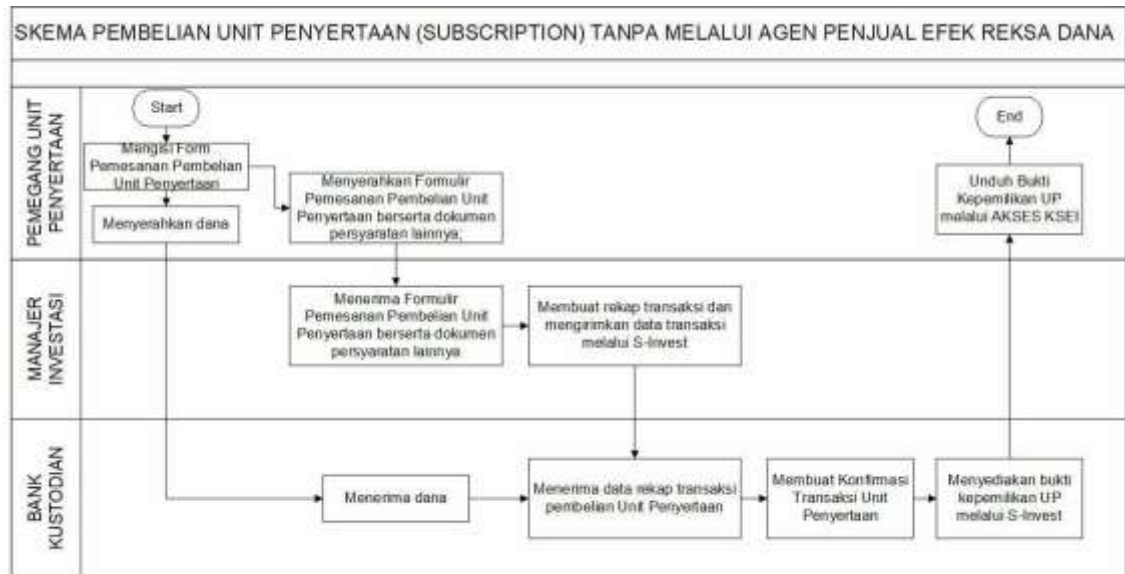 SKEMA PEMBELIAN UNIT PENYERTAAN (SUBSCRIPTION) TANPA MELALUI AGEN PENJUAL EFEK REKSA DANA
PEMEGANG UNIT
PENYERTAAN
Start
Mengisi Form
Pemesanan Pembelian
Unit Penyertaan
Menyerahkan dana
Menyerahkan Formulir
Pemesanan Pembelian Unit
Penyertaan berserta dokumen
persyaratan lainnya;
End
Unduh Bukti
Kepemilikan UP
melalui AKSES KSEI
MANAJER
INVESTASI
Menerima Formulir
Pemesanan Pembelian Unit
Penyertaan berserta dokumen
persyaratan lainnya
Membuat rekap transaksi dan
mengirimkan data transaksi
melalui S-Invest
BANK
KUSTODIAN
Menerima dana
Menerima data rekap transaksi
pembelian Unit Penyertaan
Membuat Konfirmasi
Transaksi Unit
Penyertaan
Menyediakan bukti
kepemilikan UP
melalui S-Invest